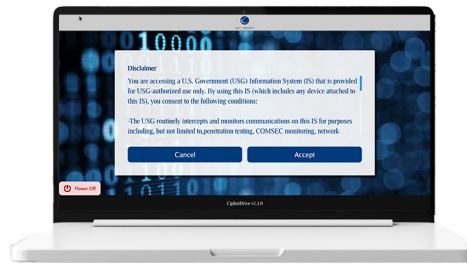 Disclaimer
You are accessing a U.S. Government (USG) Information System (IS) that is provided
for USG-authorized use only. By using this IS (which includes any device attached to
this IS), you consent to the following conditions:
-The USG routinely intercepts and monitors communications on this IS for purposes
including, but not limited to,penetration testing, COMSEC monitoring, network
Cancel
Accept
Power Off
CipherDrive v1.1.0